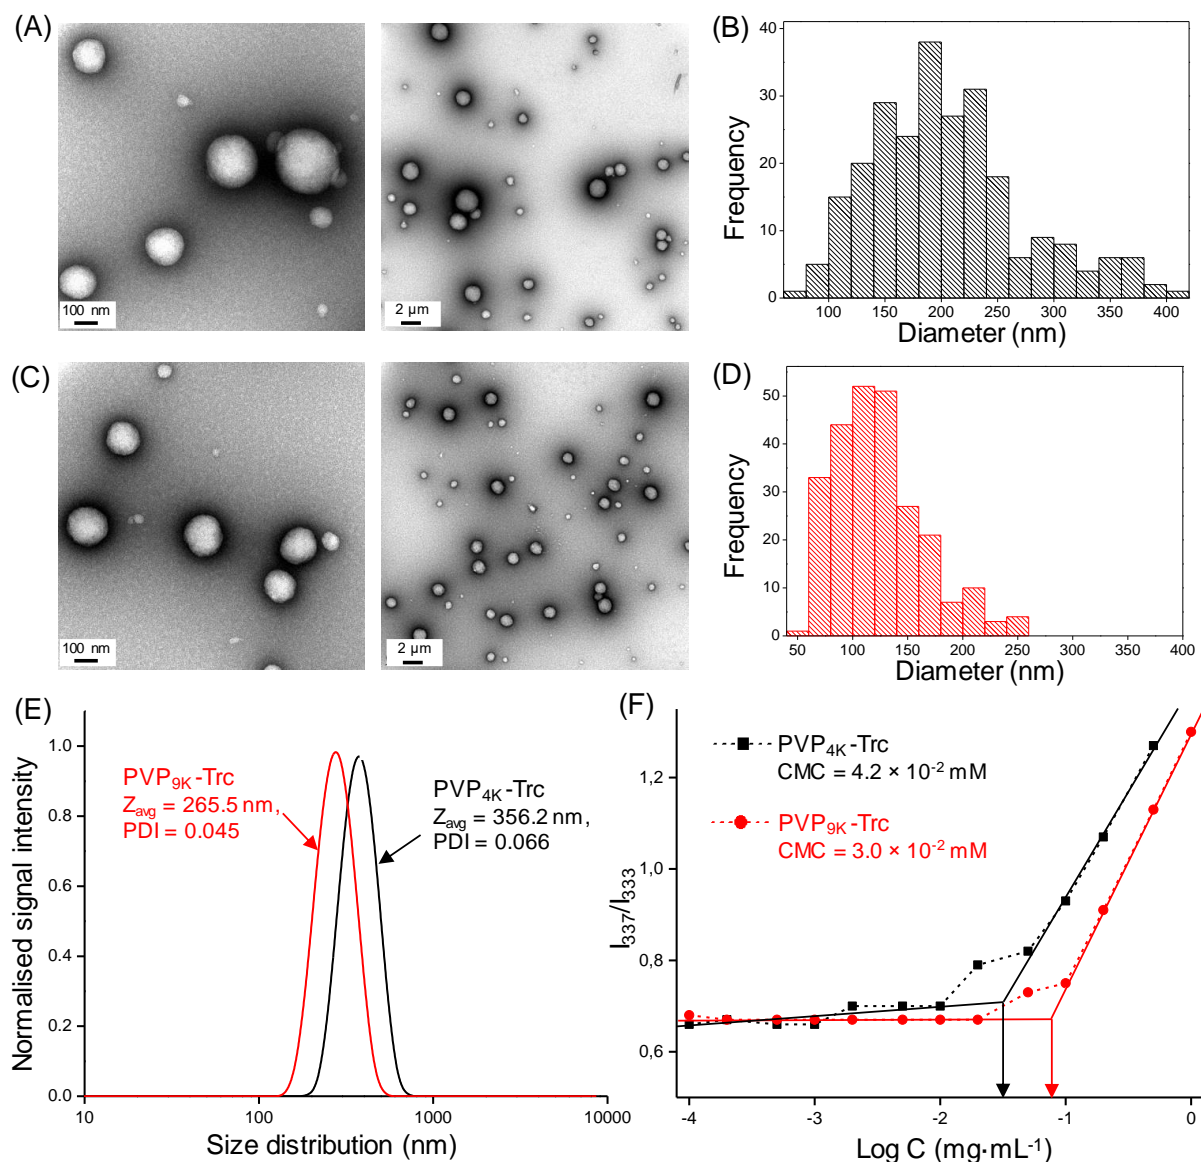 (A)
100 nm
2 µm
(B)
Frequency
40
30
20
10
0
100 150 200 250 300 350 400
Diameter (nm)
(C)
100 nm
2 µm
(D)
Frequency
50
40
30
20
10
0
50 100 150 200 250 300 350 400
Diameter (nm)
(E)
Normalised signal intensity
1.0
0.8
0.6
0.4
0.2
0.0
PVP9K-Trc
Zavg = 265.5 nm,
PDI = 0.045
PVP4K-Trc
Zavg = 356.2 nm,
PDI = 0.066
10 100 1000 10000
Size distribution (nm)
(F)
I337/I333
1,2
1,0
0,8
0,6
PVP4K-Trc
CMC = 4.2 × 10-2 mM
PVP9K-Trc
CMC = 3.0 × 10-2 mM
-4 -3 -2 -1 0
Log C (mg·mL-1)